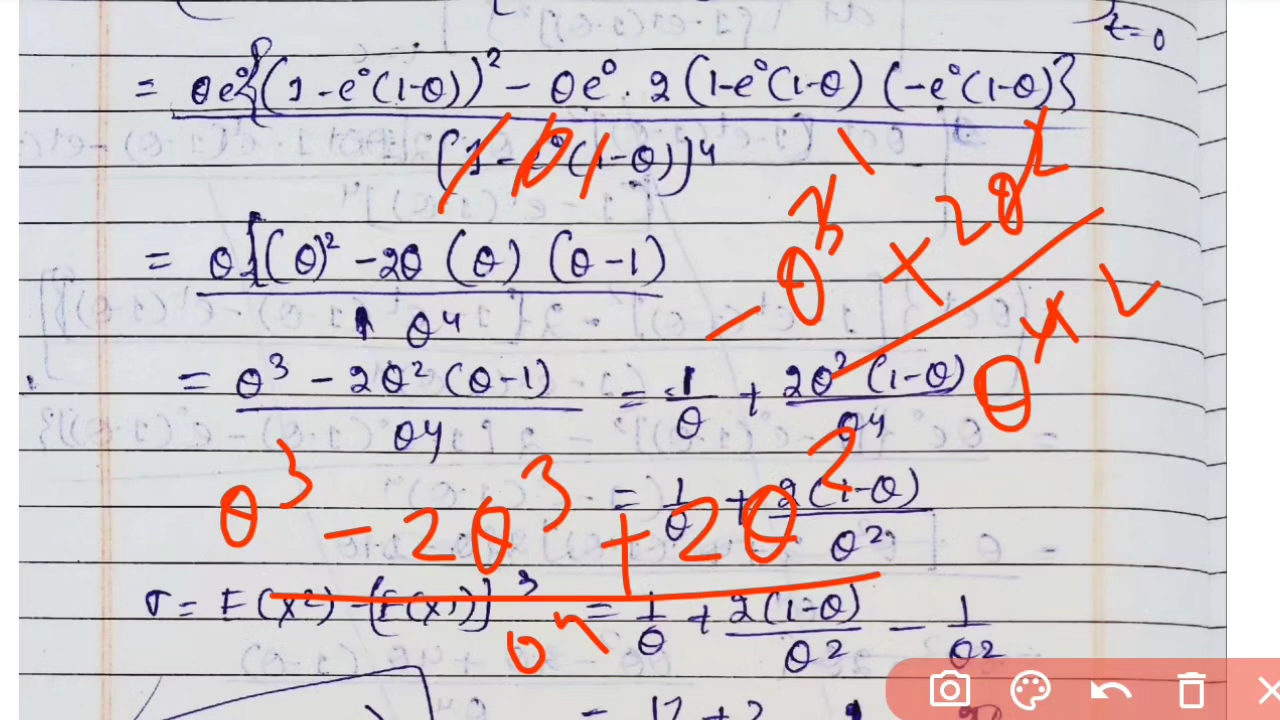 t=0
= θe⁰{(1-e⁰(1-θ))² - θe⁰ . 2 (1-e⁰(1-θ) (-e⁰(1-θ)}
[1-e⁰(1-θ)]⁴
= θ{(θ)² -2θ (θ) (θ-1)
θ⁴
-θ³ + 2θ²
θ⁴ 2
= θ³ - 2θ² (θ-1) = 1/θ + 2θ² (1-θ)
θ4 θ4
θ³ - 2θ³ + 2θ²
θ⁴
= 1/θ + 2(1-θ)
θ²
σ = E(X²) - [E(X)]² = 1/θ + 2(1-θ)/θ² - 1/θ²